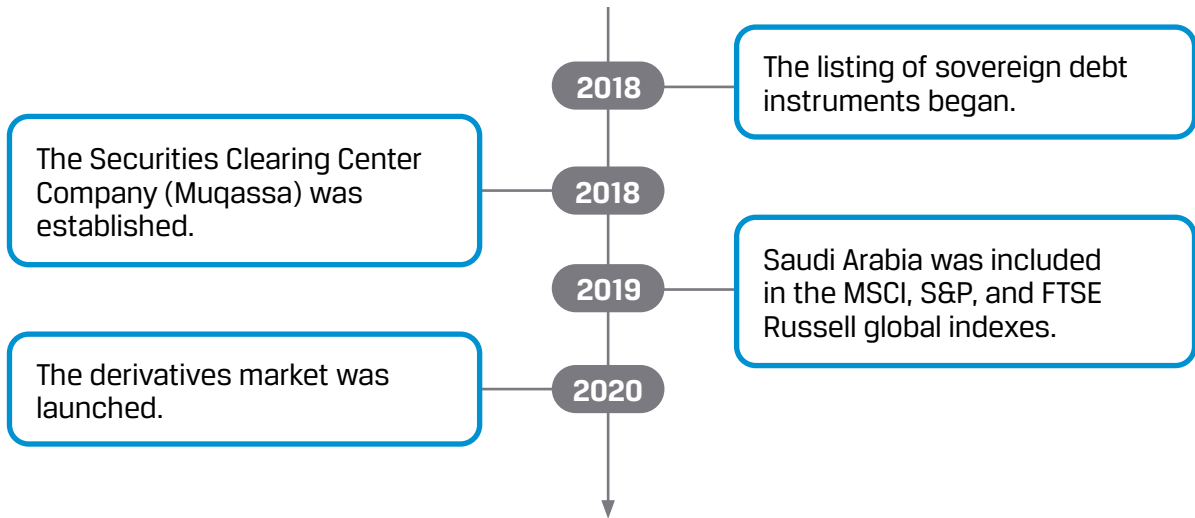 2018
The listing of sovereign debt
instruments began.
The Securities Clearing Center
Company (Muqassa) was
established.
2018
2019
Saudi Arabia was included
in the MSCI, S&P, and FTSE
Russell global indexes.
The derivatives market was
launched.
2020